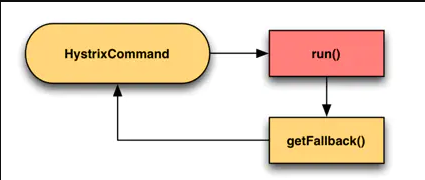 HystrixCommand
run()
getFallback()